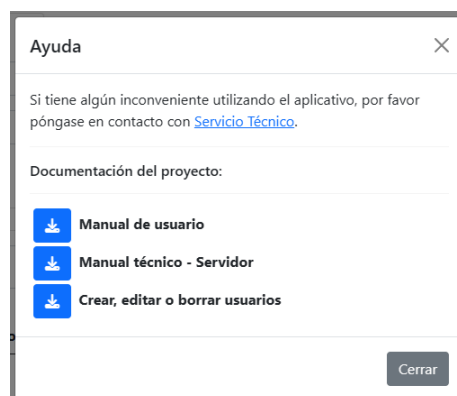 Ayuda
Si tiene algún inconveniente utilizando el aplicativo, por favor
póngase en contacto con Servicio Técnico.
Documentación del proyecto:
Manual de usuario
Manual técnico - Servidor
Crear, editar o borrar usuarios
Cerrar